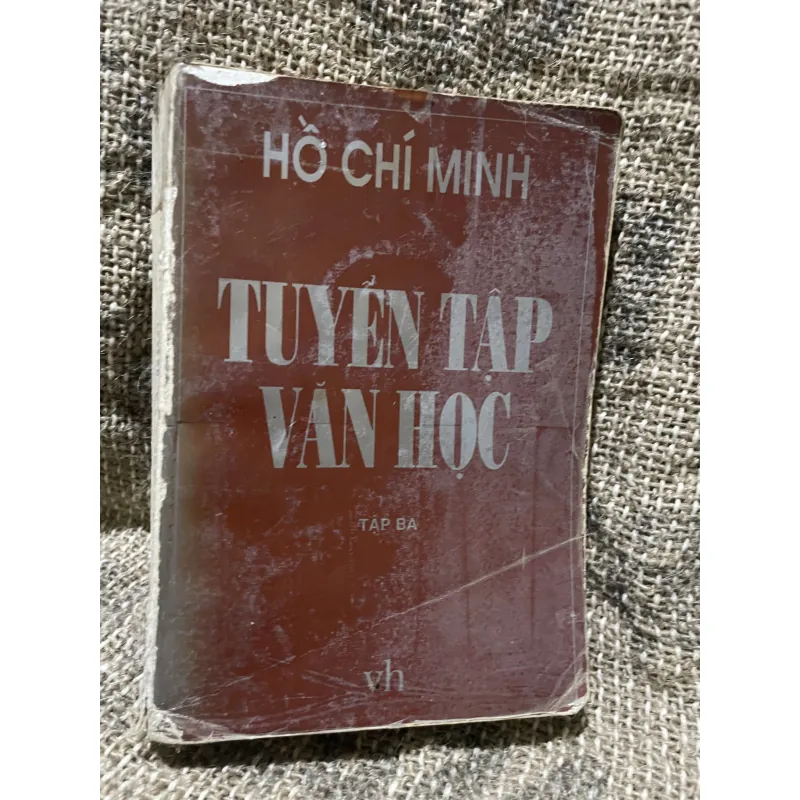 HỒ CHÍ MINH
TUYỂN TẬP
VĂN HỌC
TẬP BA
vh